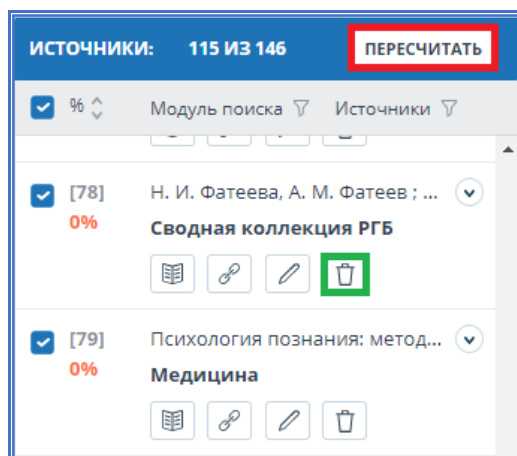 ИСТОЧНИКИ: 115 ИЗ 146 ПЕРЕСЧИТАТЬ
% Модуль поиска Источники
[78] Н. И. Фатеева, А. М. Фатеев ; ...
0% Сводная коллекция РГБ
[79] Психология познания: метод...
0% Медицина